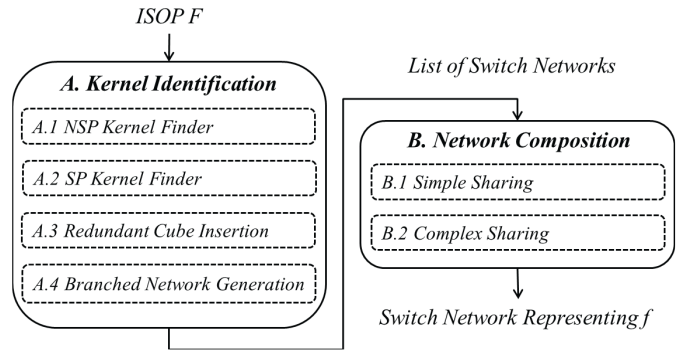 ISOP F
A. Kernel Identification
A.1 NSP Kernel Finder
A.2 SP Kernel Finder
A.3 Redundant Cube Insertion
A.4 Branched Network Generation
List of Switch Networks
B. Network Composition
B.1 Simple Sharing
B.2 Complex Sharing
Switch Network Representing f